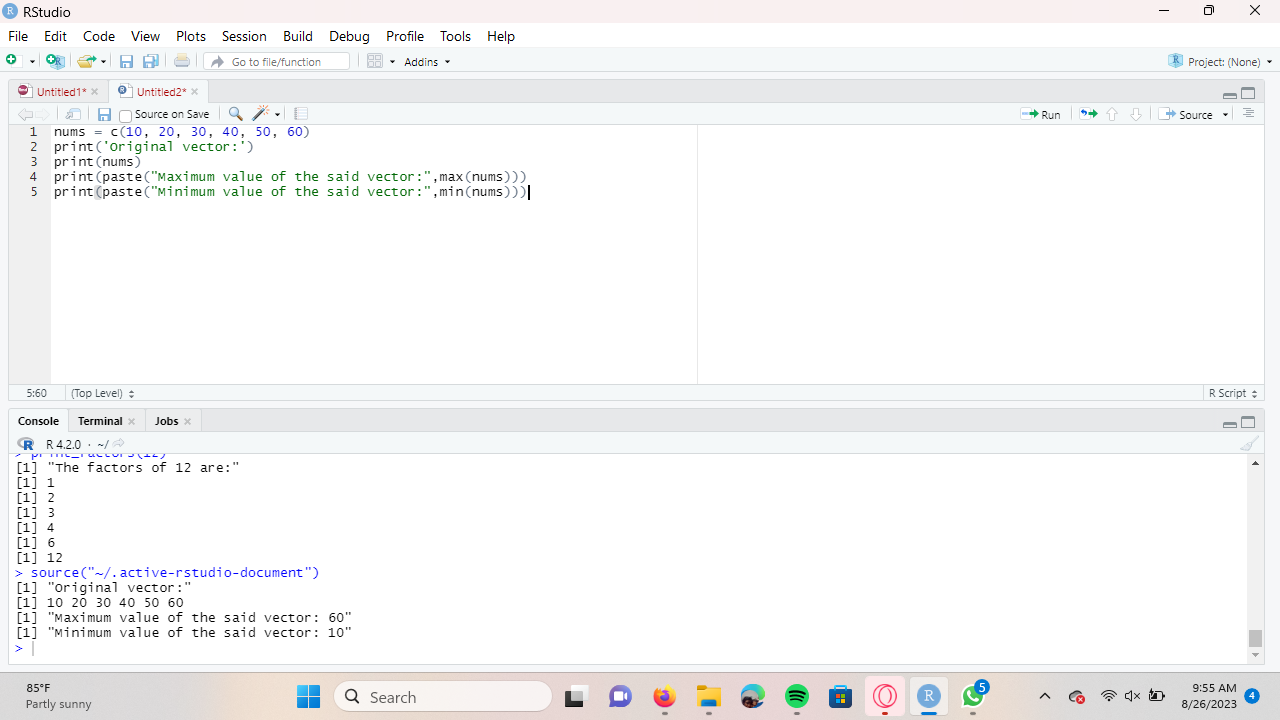 RStudio
File Edit Code View Plots Session Build Debug Profile Tools Help
Go to file/function Addins Project: (None)
Untitled1* Untitled2*
Source on Save Run Source
1 nums = c(10, 20, 30, 40, 50, 60)
2 print('Original vector:')
3 print(nums)
4 print(paste("Maximum value of the said vector:",max(nums)))
5 print(paste("Minimum value of the said vector:",min(nums)))
5:60 (Top Level) R Script
Console Terminal Jobs
R 4.2.0 · ~/
> print_factors(12)
[1] "The factors of 12 are:"
[1] 1
[1] 2
[1] 3
[1] 4
[1] 6
[1] 12
> source("~/.active-rstudio-document")
[1] "Original vector:"
[1] 10 20 30 40 50 60
[1] "Maximum value of the said vector: 60"
[1] "Minimum value of the said vector: 10"
>
85°F
Partly sunny
Search
5
9:55 AM
8/26/2023
4